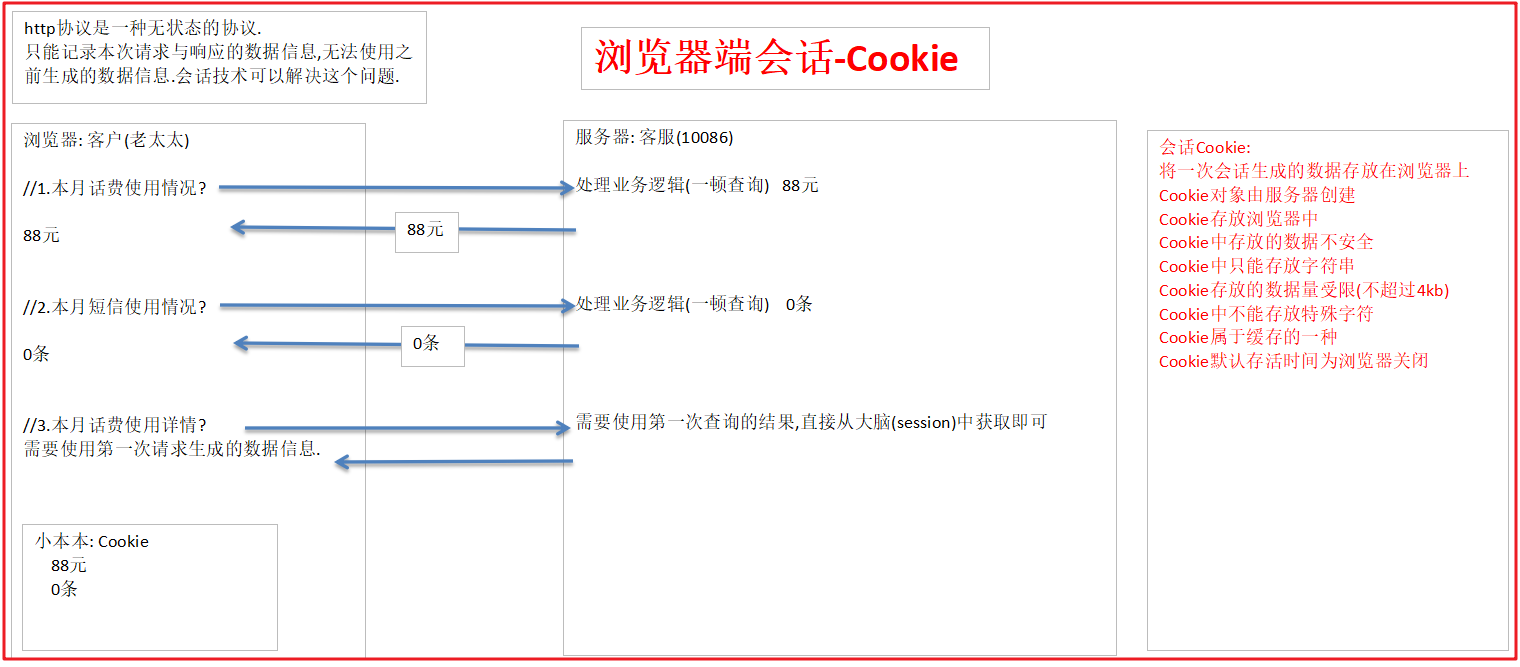 http协议是一种无状态的协议.
只能记录本次请求与响应的数据信息,无法使用之
前生成的数据信息.会话技术可以解决这个问题.
浏览器端会话-Cookie
浏览器: 客户(老太太)
//1.本月话费使用情况?
88元
//2.本月短信使用情况?
0条
//3.本月话费使用详情?
需要使用第一次请求生成的数据信息.
小本本: Cookie
88元
0条
88元
0条
服务器: 客服(10086)
处理业务逻辑(一顿查询) 88元
处理业务逻辑(一顿查询) 0条
需要使用第一次查询的结果,直接从大脑(session)中获取即可
会话Cookie:
将一次会话生成的数据存放在浏览器上
Cookie对象由服务器创建
Cookie存放浏览器中
Cookie中存放的数据不安全
Cookie中只能存放字符串
Cookie存放的数据量受限(不超过4kb)
Cookie中不能存放特殊字符
Cookie属于缓存的一种
Cookie默认存活时间为浏览器关闭